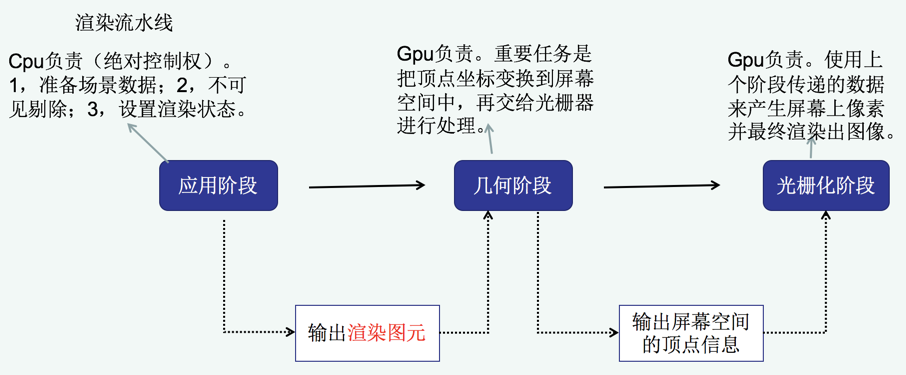 渲染流水线
Cpu负责（绝对控制权）。
1，准备场景数据；2，不可
见剔除；3，设置渲染状态。
Gpu负责。重要任务是
把顶点坐标变换到屏幕
空间中，再交给光栅器
进行处理。
Gpu负责。使用上
个阶段传递的数据
来产生屏幕上像素
并最终渲染出图像。
应用阶段
几何阶段
光栅化阶段
输出渲染图元
输出屏幕空间
的顶点信息